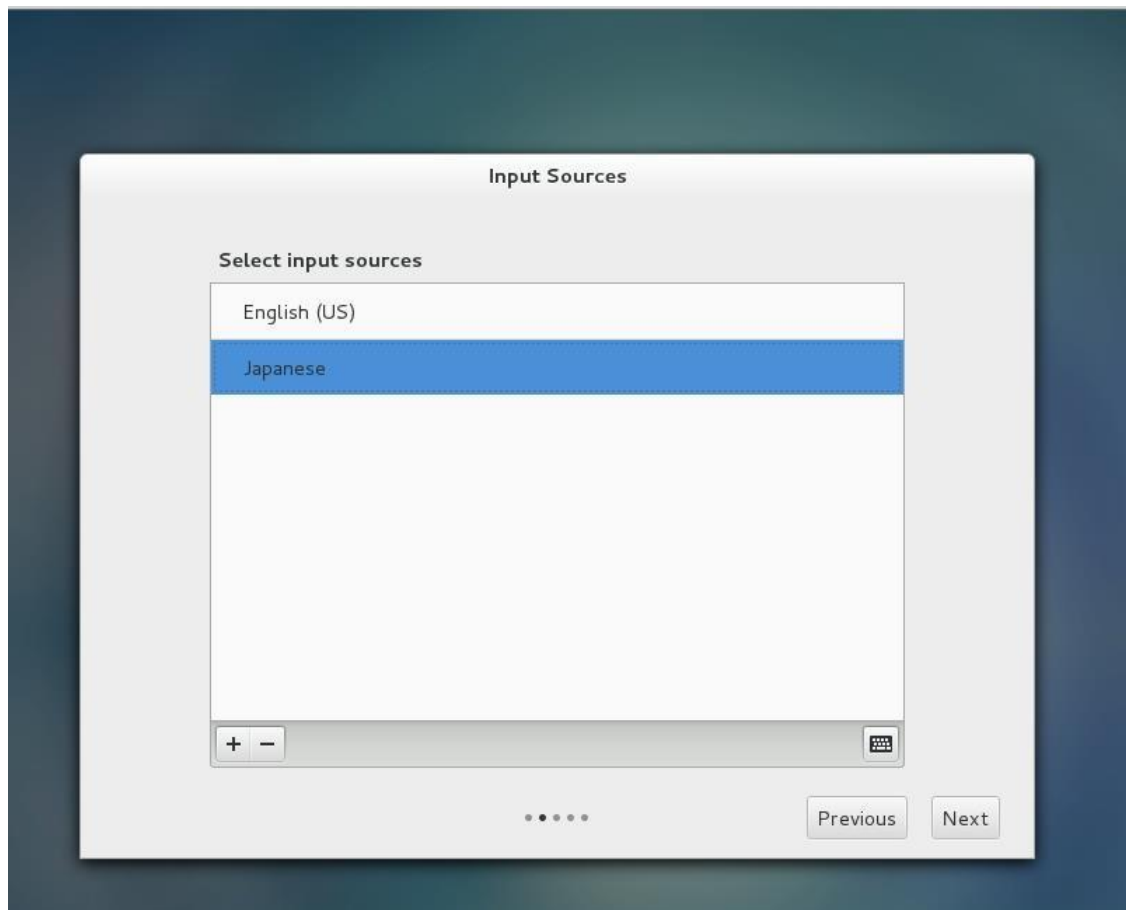 Input Sources
Select input sources
English (US)
Japanese
+ −
Previous Next